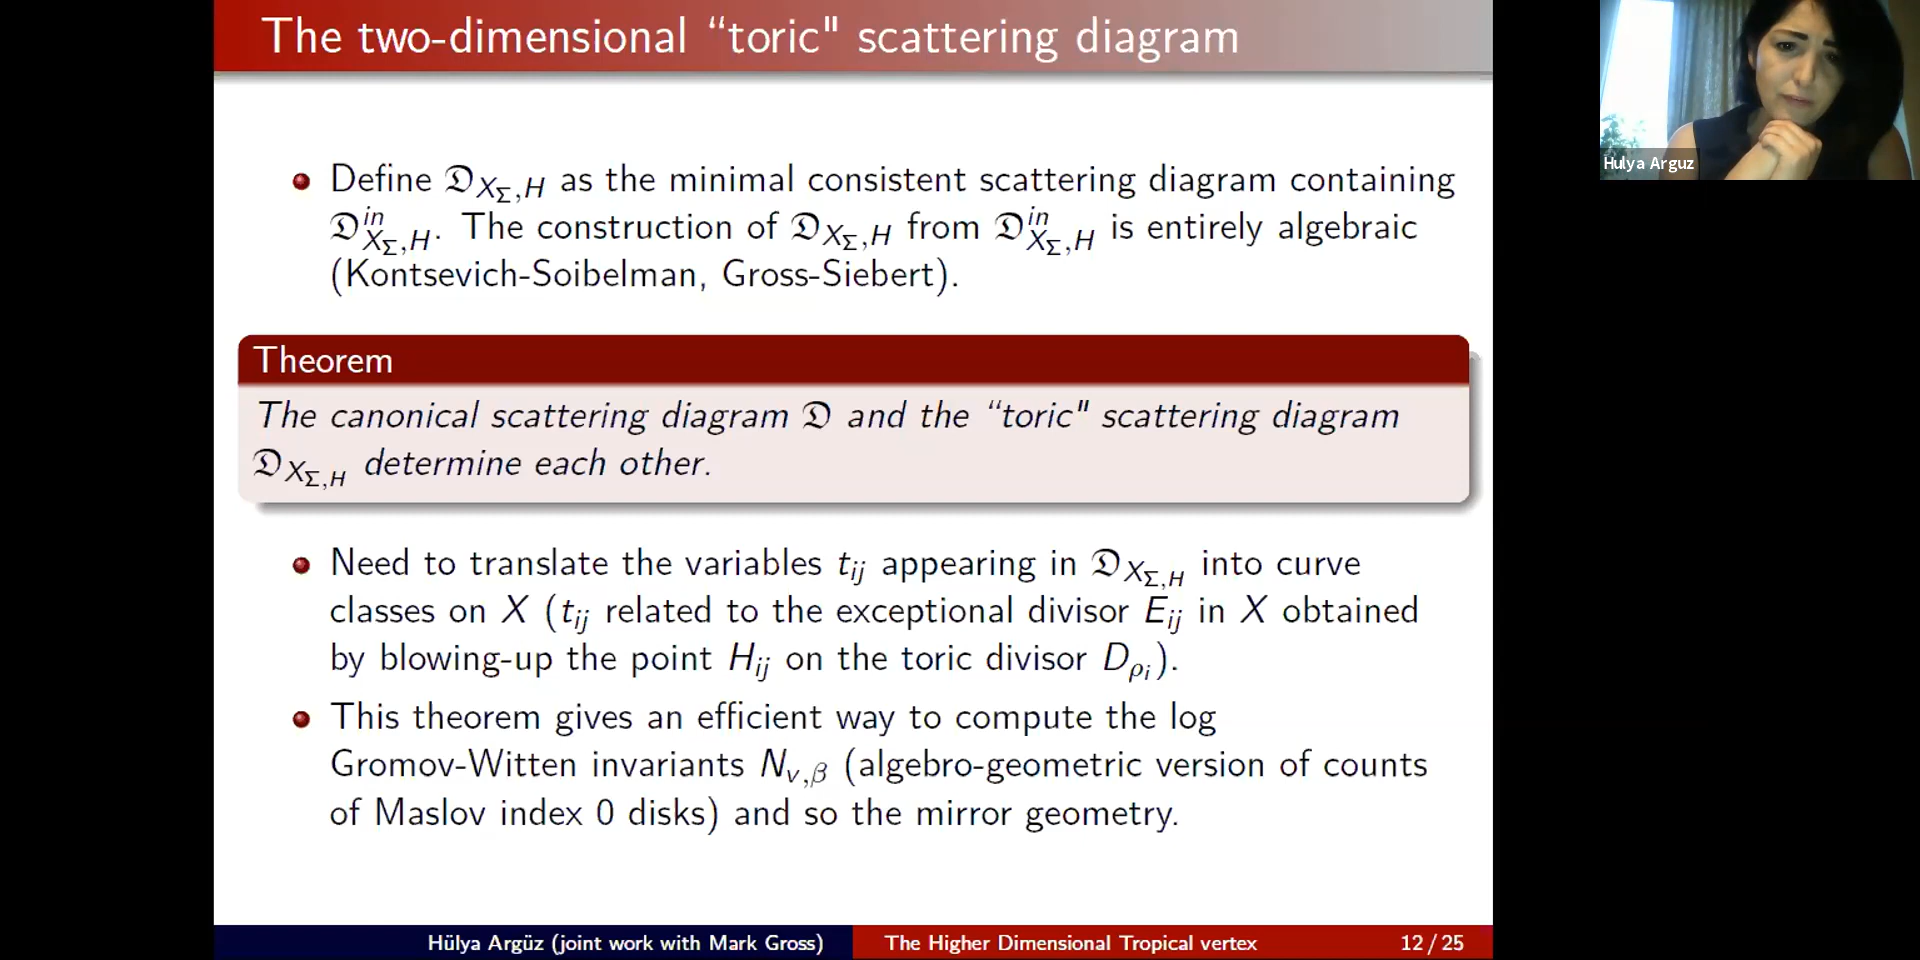 The two-dimensional “toric" scattering diagram
Define 𝔇_{X_Σ,H} as the minimal consistent scattering diagram containing
𝔇^{in}_{X_Σ,H}. The construction of 𝔇_{X_Σ,H} from 𝔇^{in}_{X_Σ,H} is entirely algebraic
(Kontsevich-Soibelman, Gross-Siebert).
Theorem
The canonical scattering diagram 𝔇 and the “toric" scattering diagram
𝔇_{X_Σ,H} determine each other.
Need to translate the variables t_{ij} appearing in 𝔇_{X_Σ,H} into curve
classes on X (t_{ij} related to the exceptional divisor E_{ij} in X obtained
by blowing-up the point H_{ij} on the toric divisor D_{ρ_i}).
This theorem gives an efficient way to compute the log
Gromov-Witten invariants N_{v,β} (algebro-geometric version of counts
of Maslov index 0 disks) and so the mirror geometry.
Hülya Argüz (joint work with Mark Gross)
The Higher Dimensional Tropical vertex
12 / 25
Hulya Arguz